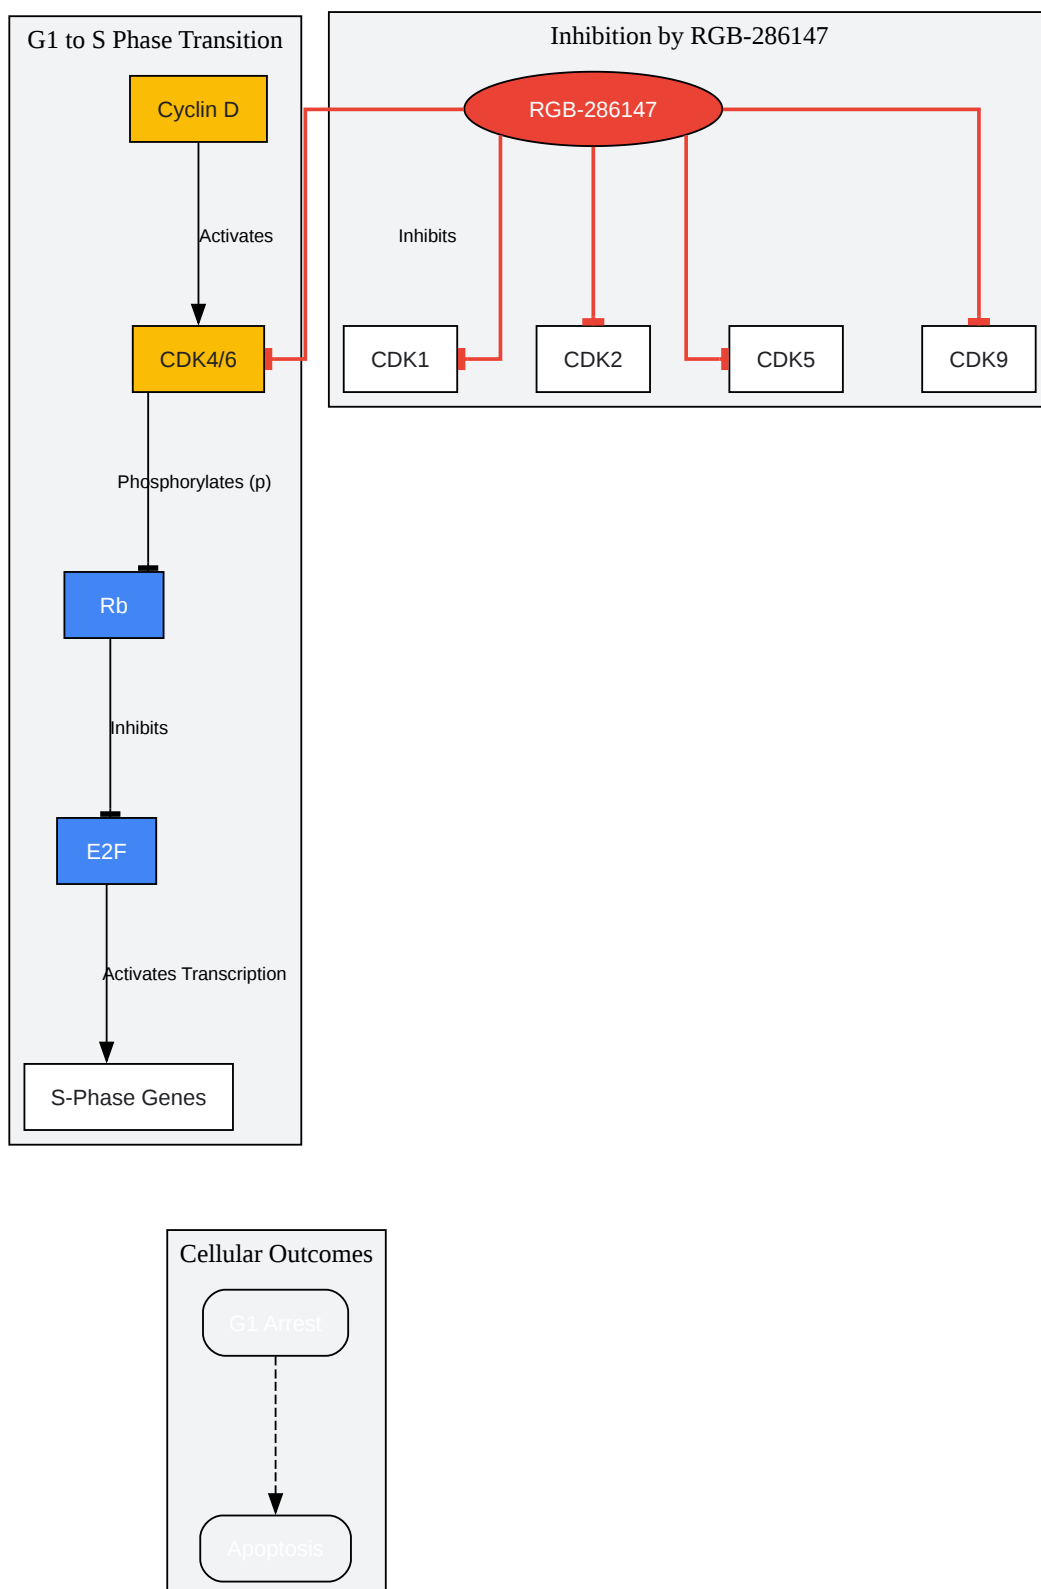 G1 to S Phase Transition
Cyclin D
Activates
CDK4/6
Phosphorylates (p)
Rb
Inhibits
E2F
Activates Transcription
S-Phase Genes
Inhibition by RGB-286147
RGB-286147
Inhibits
CDK1
CDK2
CDK5
CDK9
Cellular Outcomes
G1 Arrest
Apoptosis